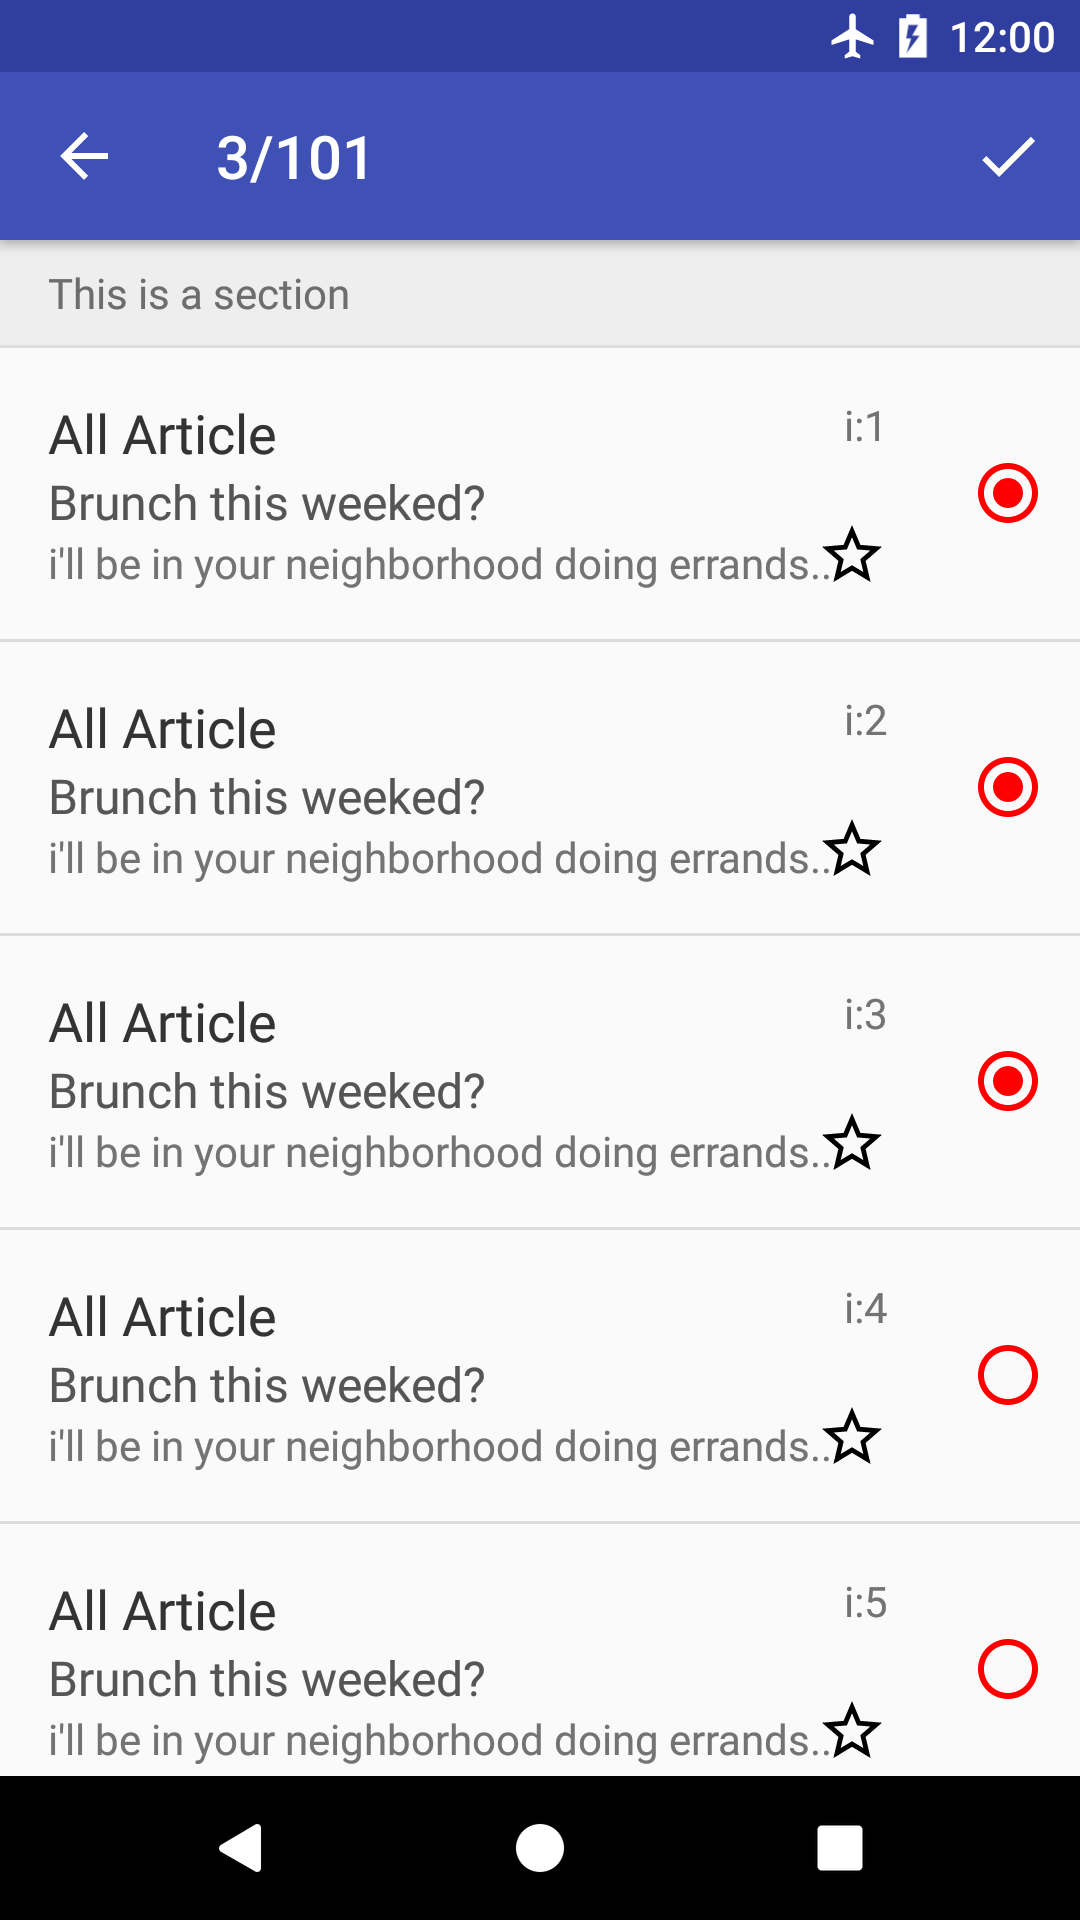 12:00
3/101
This is a section
All Article
i:1
Brunch this weeked?
i'll be in your neighborhood doing errands..
All Article
i:2
Brunch this weeked?
i'll be in your neighborhood doing errands..
All Article
i:3
Brunch this weeked?
i'll be in your neighborhood doing errands..
All Article
i:4
Brunch this weeked?
i'll be in your neighborhood doing errands..
All Article
i:5
Brunch this weeked?
i'll be in your neighborhood doing errands..